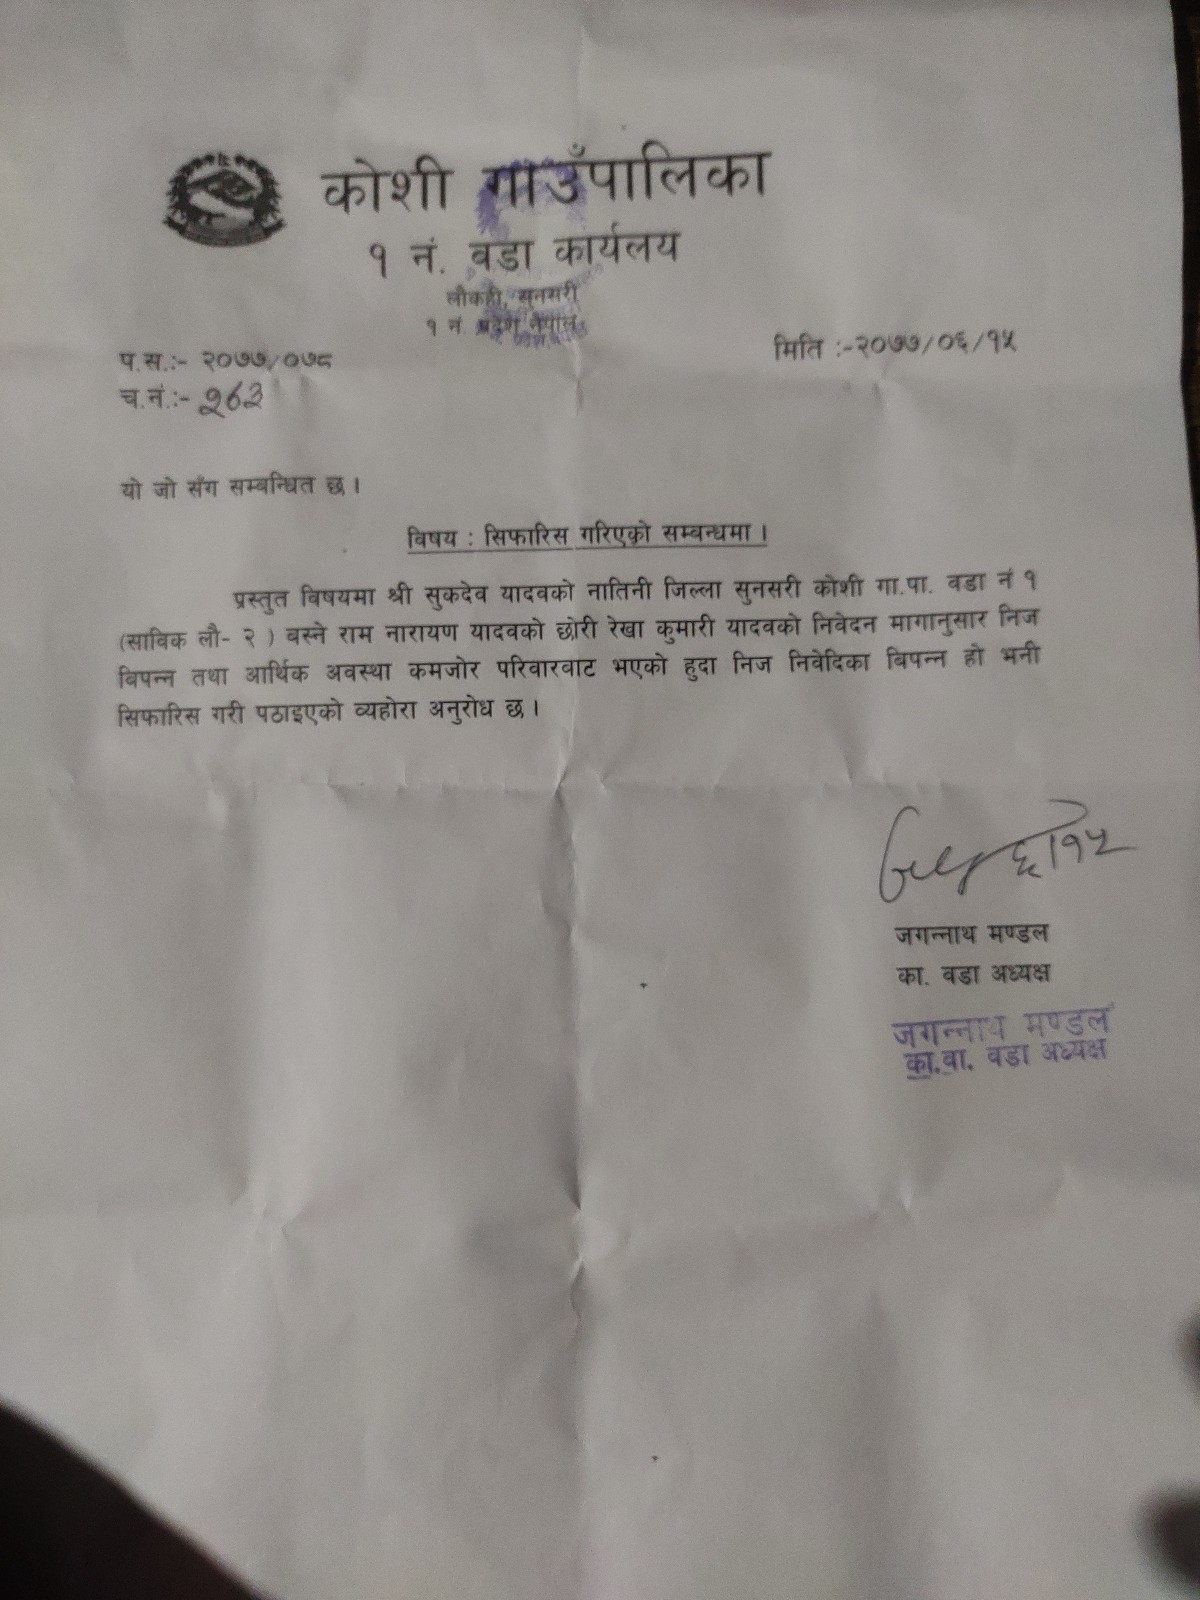 कोशी गाउँपालिका
१ नं. वडा कार्यलय
लौकही, सुनसरी
१ नं. प्रदेश नेपाल
प.स.:- २०७७/०७८
मिति :-२०७७/०६/१५
च.नं.:- २६३
यो जो सँग सम्बन्धित छ ।
विषय : सिफारिस गरिएको सम्बन्धमा ।
प्रस्तुत विषयमा श्री सुकदेव यादवको नातिनी जिल्ला सुनसरी कोशी गा.पा. वडा नं १
(साविक लौ- २ ) बस्ने राम नारायण यादवको छोरी रेखा कुमारी यादवको निवेदन मागानुसार निज
विपन्न तथा आर्थिक अवस्था कमजोर परिवारबाट भएको हुदा निज निवेदिका बिपन्न हो भनी
सिफारिस गरी पठाइएको व्यहोरा अनुरोध छ ।
६/१५
जगन्नाथ मण्डल
का. वडा अध्यक्ष
जगन्नाथ मण्डल
का.वा. वडा अध्यक्ष